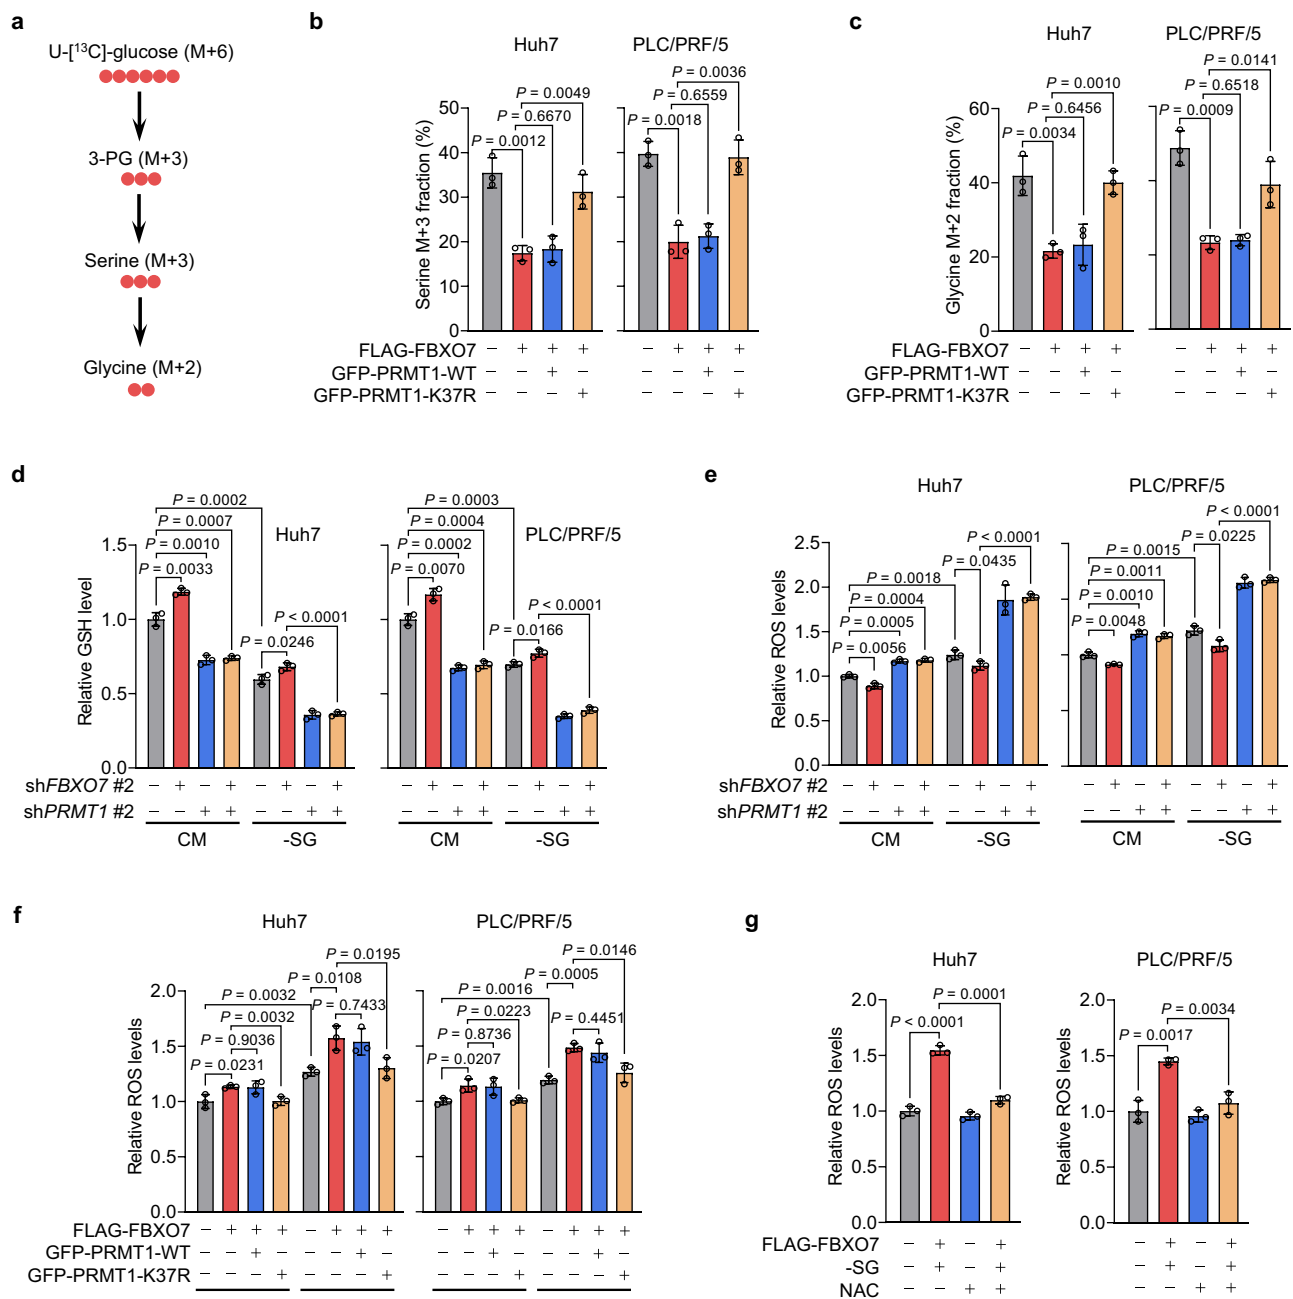 a
U-[¹³C]-glucose (M+6)
3-PG (M+3)
Serine (M+3)
Glycine (M+2)
b
Huh7
PLC/PRF/5
P = 0.0049
P = 0.6670
P = 0.0012
P = 0.0036
P = 0.6559
P = 0.0018
Serine M+3 fraction (%)
50
40
30
20
10
0
FLAG-FBXO7 − + + + − + + +
GFP-PRMT1-WT − − + − − − + −
GFP-PRMT1-K37R − − − + − − − +
c
Huh7
PLC/PRF/5
P = 0.0010
P = 0.6456
P = 0.0034
P = 0.0141
P = 0.6518
P = 0.0009
Glycine M+2 fraction (%)
60
40
20
0
FLAG-FBXO7 − + + + − + + +
GFP-PRMT1-WT − − + − − − + −
GFP-PRMT1-K37R − − − + − − − +
d
Huh7
PLC/PRF/5
P = 0.0002
P = 0.0007
P = 0.0010
P = 0.0033
P < 0.0001
P = 0.0246
P = 0.0003
P = 0.0004
P = 0.0002
P = 0.0070
P < 0.0001
P = 0.0166
Relative GSH level
1.5
1.0
0.5
0.0
shFBXO7 #2 − + − + − + − + − + − + − + − +
shPRMT1 #2 − − + + − − + + − − + + − − + +
CM -SG CM -SG
e
Huh7
PLC/PRF/5
P < 0.0001
P = 0.0435
P = 0.0018
P = 0.0004
P = 0.0005
P = 0.0056
P < 0.0001
P = 0.0225
P = 0.0015
P = 0.0011
P = 0.0010
P = 0.0048
Relative ROS levels
2.5
2.0
1.5
1.0
0.5
0.0
shFBXO7 #2 − + − + − + − + − + − + − + − +
shPRMT1 #2 − − + + − − + + − − + + − − + +
CM -SG CM -SG
f
Huh7
PLC/PRF/5
P = 0.0195
P = 0.0108
P = 0.7433
P = 0.0032
P = 0.0032
P = 0.9036
P = 0.0231
P = 0.0146
P = 0.0005
P = 0.4451
P = 0.0016
P = 0.0223
P = 0.8736
P = 0.0207
Relative ROS levels
2.0
1.5
1.0
0.5
0.0
FLAG-FBXO7 − + + + − + + + − + + + − + + +
GFP-PRMT1-WT − − + − − − + − − − + − − − + −
GFP-PRMT1-K37R − − − + − − − + − − − + − − − +
g
Huh7
PLC/PRF/5
P = 0.0001
P < 0.0001
Relative ROS levels
2.0
1.5
1.0
0.5
0.0
P = 0.0034
P = 0.0017
Relative ROS levels
2.0
1.5
1.0
0.5
0.0
FLAG-FBXO7 − + − + − + − +
-SG − + − + − + − +
NAC − − + + − − + +